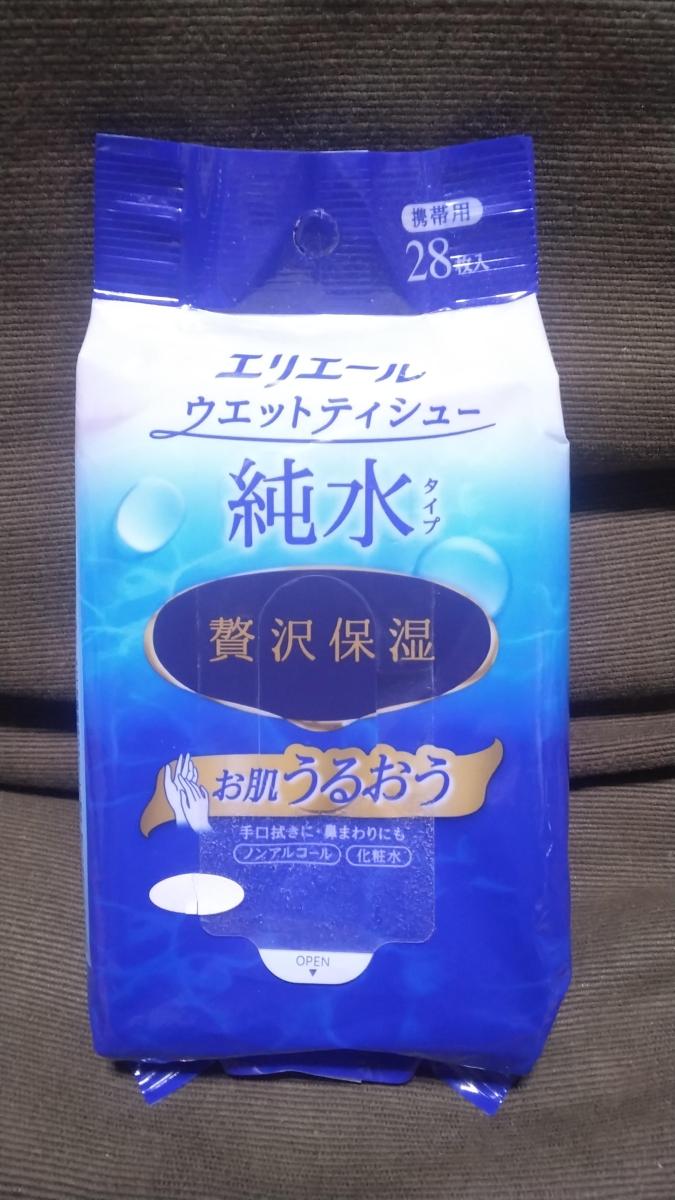 携帯用
28枚入
エリエール
ウエットティシュー
純水タイプ
贅沢保湿
お肌うるおう
手口拭きに・鼻まわりにも
ノンアルコール 化粧水
OPEN